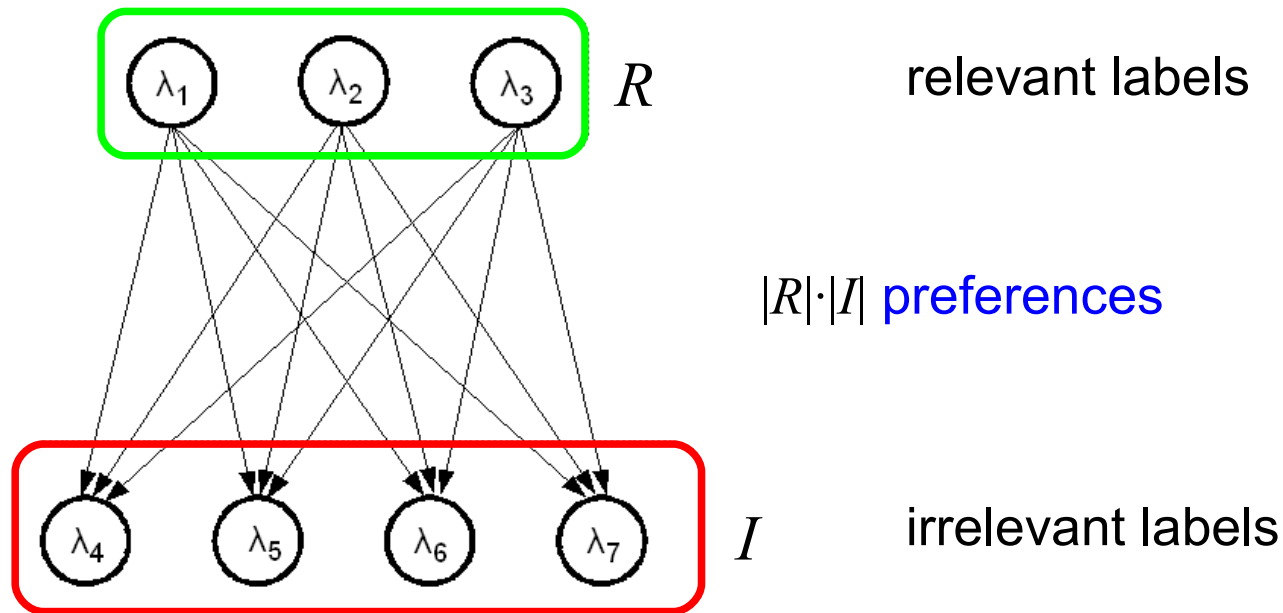 λ1 λ2 λ3 R relevant labels
|R|·|I| preferences
λ4 λ5 λ6 λ7 I irrelevant labels